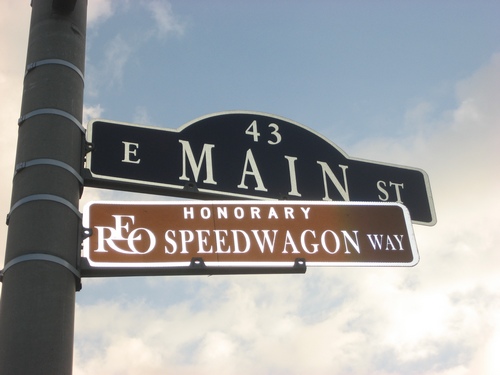 43
E MAIN ST
HONORARY
REO SPEEDWAGON WAY